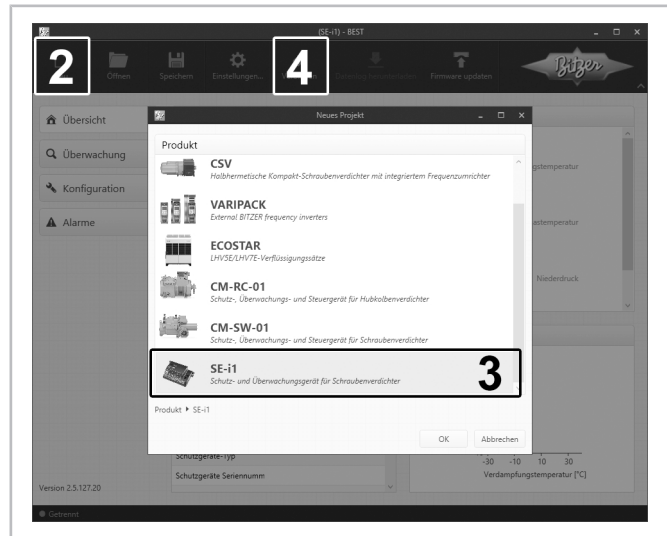 (SE-i1) - BEST
2
Öffnen
Speichern
Einstellungen...
4
Firmware updaten
Bitzer
Übersicht
Überwachung
Konfiguration
Alarme
Neues Projekt
Produkt
CSV
Halbhermetische Kompakt-Schraubenverdichter mit integriertem Frequenzumrichter
VARIPACK
External BITZER frequency inverters
ECOSTAR
LHV5E/LHV7E-Verflüssigungssätze
CM-RC-01
Schutz-, Überwachungs- und Steuergerät für Hubkolbenverdichter
CM-SW-01
Schutz-, Überwachungs- und Steuergerät für Schraubenverdichter
SE-i1
Schutz- und Überwachungsgerät für Schraubenverdichter
3
Produkt ▸ SE-i1
OK
Abbrechen
gstemperatur
astemperatur
Niederdruck
Schutzgeräte-Typ
Schutzgeräte Seriennumm
-30 -10 10 30
Verdampfungstemperatur [°C]
Version 2.5.127.20
Getrennt